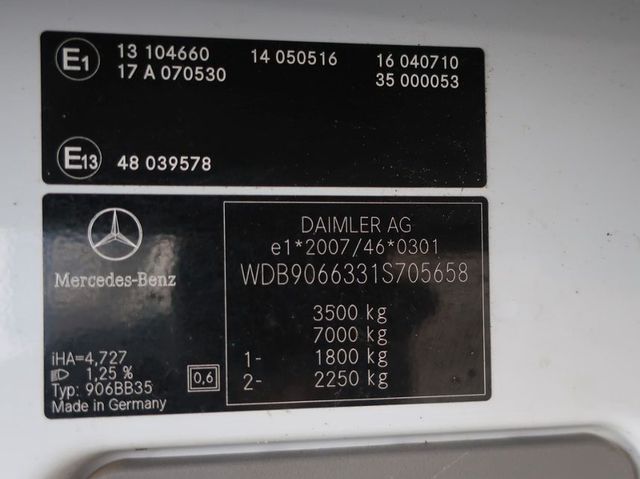 E1 13 104660 14 050516 16 040710
17 A 070530 35 000053
E13 48 039578
DAIMLER AG
e1*2007/46*0301
WDB9066331S705658
Mercedes-Benz
3500 kg
7000 kg
1- 1800 kg
2- 2250 kg
iHA=4,727
1,25 %
Typ: 906BB35
Made in Germany
0,6